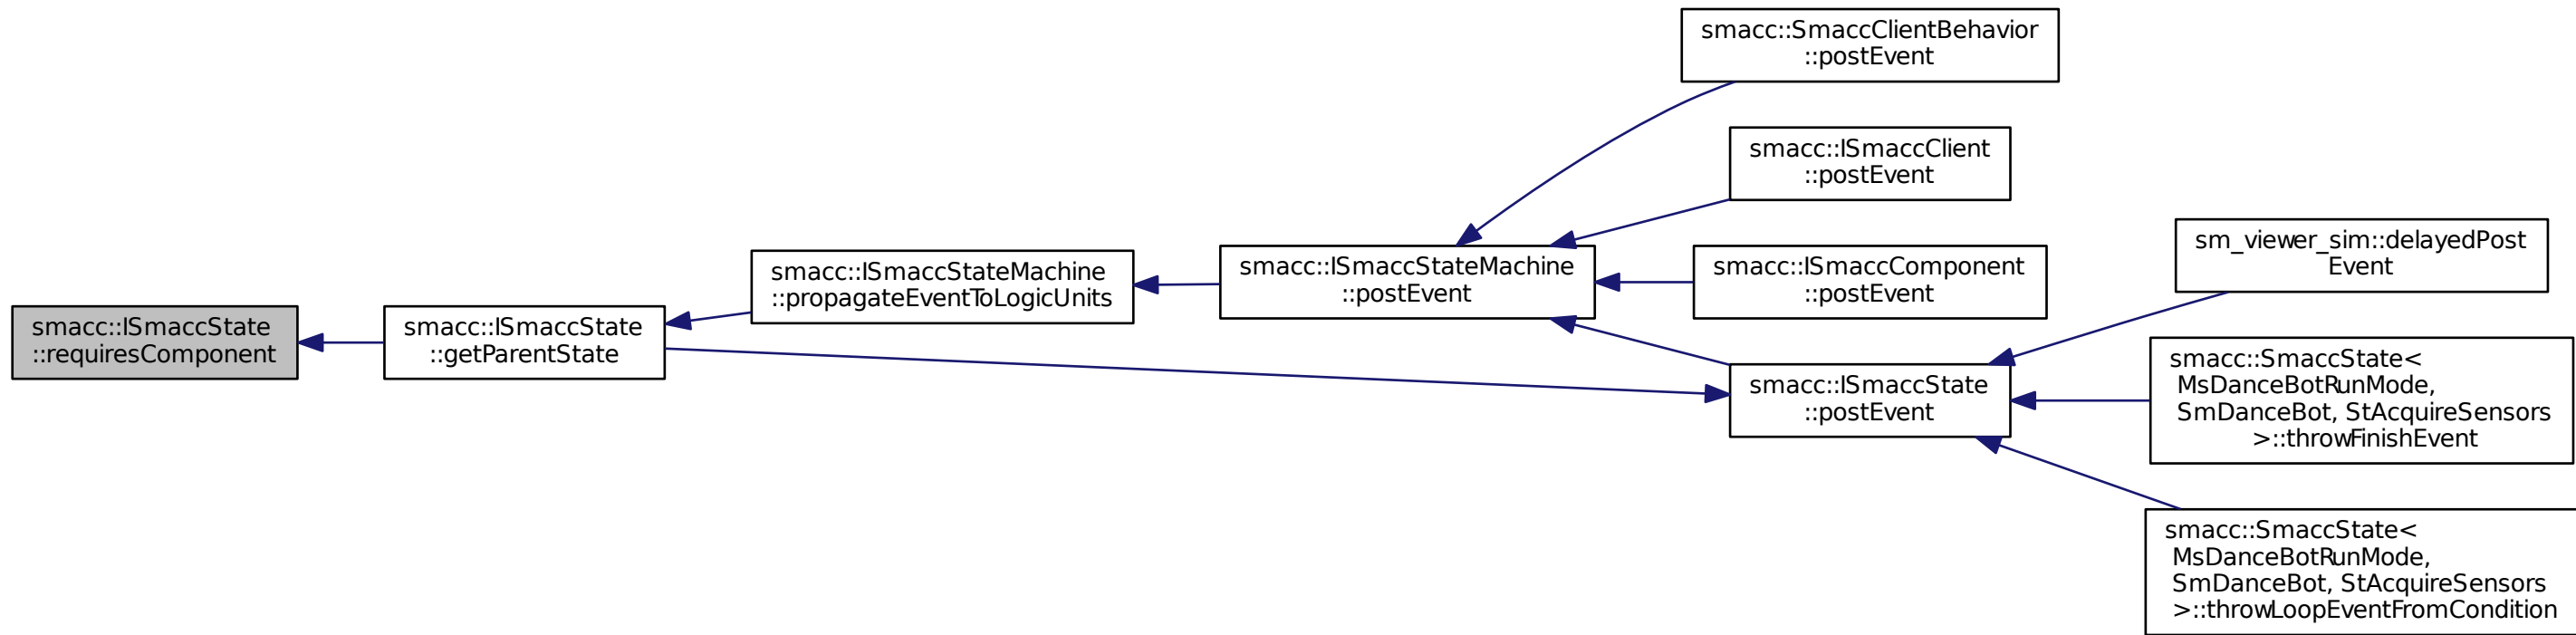 smacc::ISmaccState
::requiresComponent
smacc::ISmaccState
::getParentState
smacc::ISmaccStateMachine
::propagateEventToLogicUnits
smacc::ISmaccStateMachine
::postEvent
smacc::SmaccClientBehavior
::postEvent
smacc::ISmaccClient
::postEvent
smacc::ISmaccComponent
::postEvent
smacc::ISmaccState
::postEvent
sm_viewer_sim::delayedPost
Event
smacc::SmaccState<
MsDanceBotRunMode,
SmDanceBot, StAcquireSensors
>::throwFinishEvent
smacc::SmaccState<
MsDanceBotRunMode,
SmDanceBot, StAcquireSensors
>::throwLoopEventFromCondition